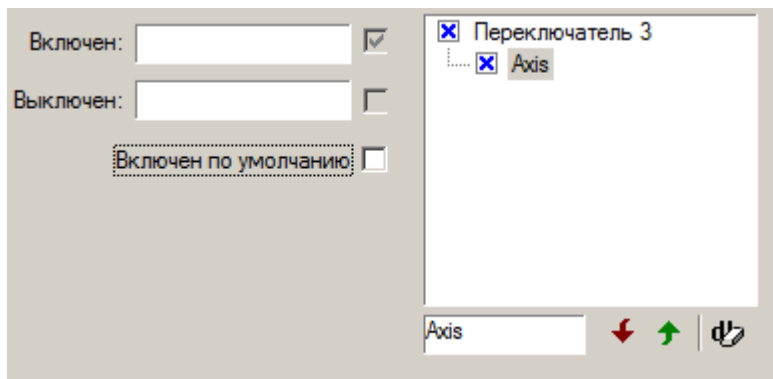 Включен:
Выключен:
Включен по умолчанию
Переключатель 3
Axis
Axis